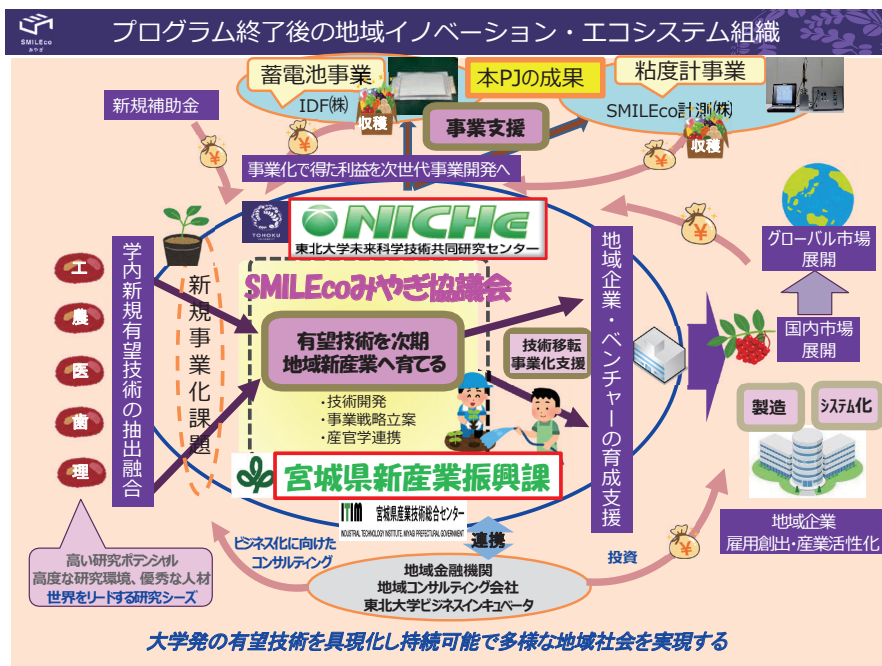 SMILEco
みやぎ
プログラム終了後の地域イノベーション・エコシステム組織
蓄電池事業
IDF㈱
収穫
本PJの成果
粘度計事業
SMILEco計測㈱
収穫
新規補助金
事業支援
事業化で得た利益を次世代事業開発へ
TOHOKU
NICHe
東北大学未来科学技術共同研究センター
グローバル市場
展開
国内市場
展開
工
農
医
歯
理
学内新規有望技術の抽出融合
新規事業化課題
SMILEcoみやぎ協議会
有望技術を次期
地域新産業へ育てる
・技術開発
・事業戦略立案
・産官学連携
技術移転
事業化支援
地域企業・ベンチャーの育成支援
製造
システム化
宮城県新産業振興課
ITIM 宮城県産業技術総合センター
INDUSTRIAL TECHNOLOGY INSTITUTE, MIYAGI PREFECTURAL GOVERNMENT
地域企業
雇用創出・産業活性化
高い研究ポテンシャル
高度な研究環境、優秀な人材
世界をリードする研究シーズ
ビジネス化に向けた
コンサルティング
連携
投資
地域金融機関
地域コンサルティング会社
東北大学ビジネスインキュベータ
大学発の有望技術を具現化し持続可能で多様な地域社会を実現する